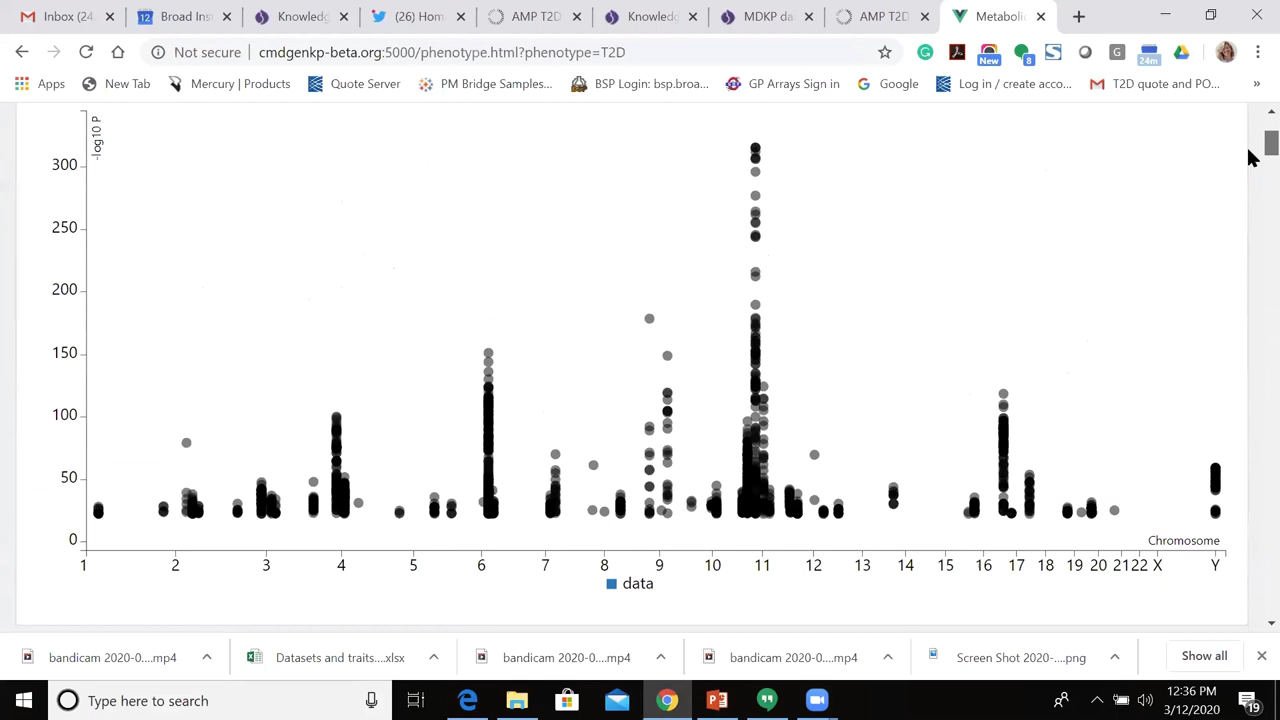 Inbox (24
12 Broad Ins
Knowledg
(26) Hom
AMP T2D
Knowledg
MDKP da
AMP T2D
Metabolic
Not secure
cmdgenkp-beta.org:5000/phenotype.html?phenotype=T2D
New
8
G
24m
Apps
New Tab
Mercury | Products
Quote Server
PM Bridge Samples...
BSP Login: bsp.broa...
GP Arrays Sign in
Google
Log in / create acco...
T2D quote and PO...
»
-log10 P
300
250
200
150
100
50
0
Chromosome
1 2 3 4 5 6 7 8 9 10 11 12 13 14 15 16 17 18 19 20 21 22 X Y
data
bandicam 2020-0....mp4
Datasets and traits....xlsx
bandicam 2020-0....mp4
bandicam 2020-0....mp4
Screen Shot 2020-....png
Show all
Type here to search
12:36 PM
3/12/2020
19